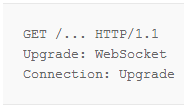 GET /... HTTP/1.1
Upgrade: WebSocket
Connection: Upgrade